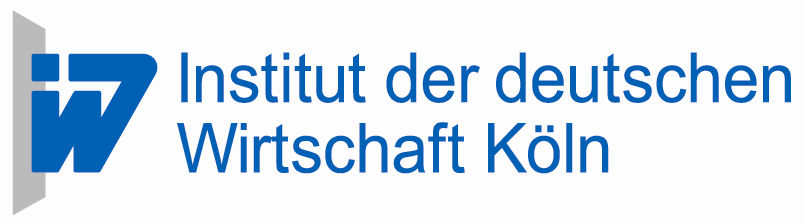 iw
Institut der deutschen
Wirtschaft Köln